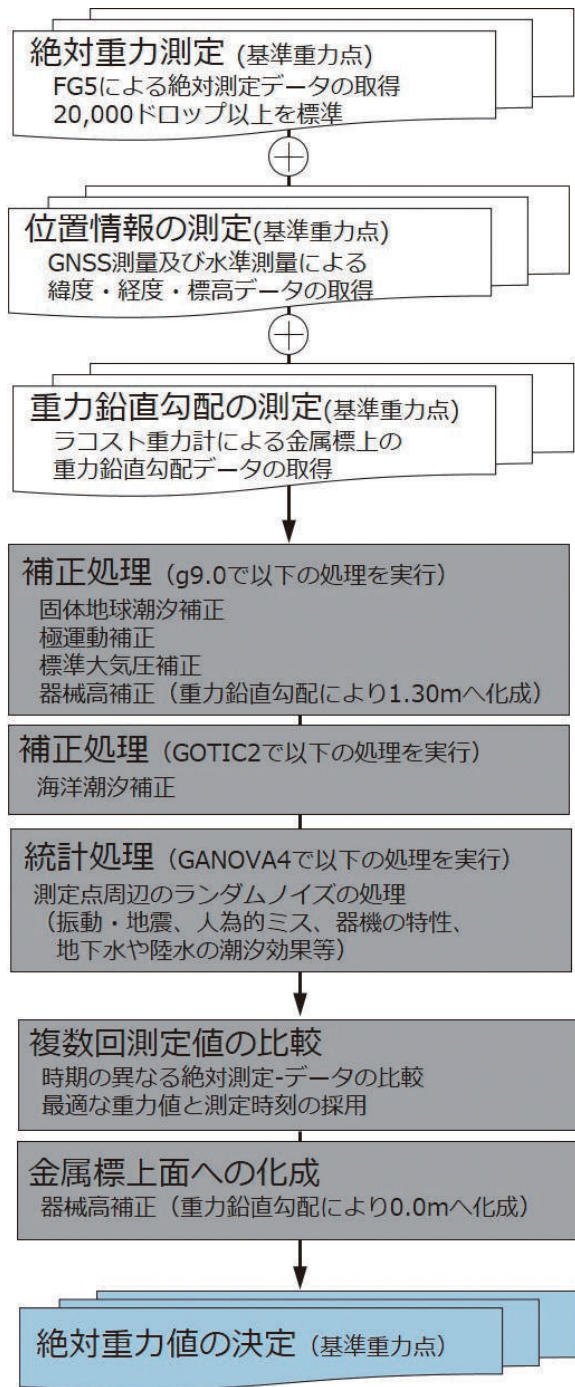 絶対重力測定 (基準重力点)
FG5による絶対測定データの取得
20,000ドロップ以上を標準
位置情報の測定(基準重力点)
GNSS測量及び水準測量による
緯度・経度・標高データの取得
重力鉛直勾配の測定(基準重力点)
ラコスト重力計による金属標上の
重力鉛直勾配データの取得
補正処理（g9.0で以下の処理を実行）
固体地球潮汐補正
極運動補正
標準大気圧補正
器械高補正（重力鉛直勾配により1.30mへ化成）
補正処理（GOTIC2で以下の処理を実行）
海洋潮汐補正
統計処理（GANOVA4で以下の処理を実行）
測定点周辺のランダムノイズの処理
（振動・地震、人為的ミス、器機の特性、
地下水や陸水の潮汐効果等）
複数回測定値の比較
時期の異なる絶対測定-データの比較
最適な重力値と測定時刻の採用
金属標上面への化成
器械高補正（重力鉛直勾配により0.0mへ化成）
絶対重力値の決定（基準重力点）